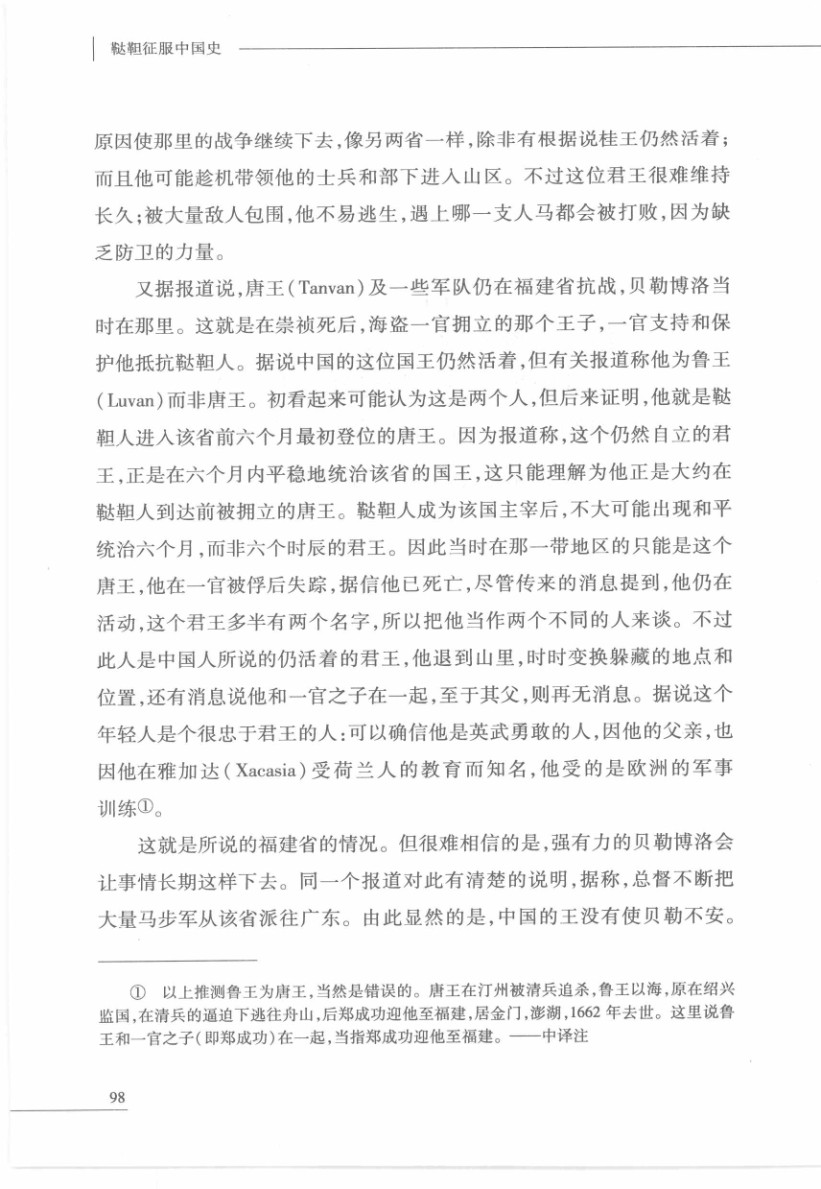 鞑靼征服中国史
原因使那里的战争继续下去,像另两省一样,除非有根据说桂王仍然活着;
而且他可能趁机带领他的士兵和部下进入山区。不过这位君王很难维持
长久;被大量敌人包围,他不易逃生,遇上哪一支人马都会被打败,因为缺
乏防卫的力量。
又据报道说,唐王(Tanvan)及一些军队仍在福建省抗战,贝勒博洛当
时在那里。这就是在崇祯死后,海盗一官拥立的那个王子,一官支持和保
护他抵抗鞑靼人。据说中国的这位国王仍然活着,但有关报道称他为鲁王
(Luvan)而非唐王。初看起来可能认为这是两个人,但后来证明,他就是鞑
靼人进入该省前六个月最初登位的唐王。因为报道称,这个仍然自立的君
王,正是在六个月内平稳地统治该省的国王,这只能理解为他正是大约在
鞑靼人到达前被拥立的唐王。鞑靼人成为该国主宰后,不大可能出现和平
统治六个月,而非六个时辰的君王。因此当时在那一带地区的只能是这个
唐王,他在一官被俘后失踪,据信他已死亡,尽管传来的消息提到,他仍在
活动,这个君王多半有两个名字,所以把他当作两个不同的人来谈。不过
此人是中国人所说的仍活着的君王,他退到山里,时时变换躲藏的地点和
位置,还有消息说他和一官之子在一起,至于其父,则再无消息。据说这个
年轻人是个很忠于君王的人:可以确信他是英武勇敢的人,因他的父亲,也
因他在雅加达(Xacasia)受荷兰人的教育而知名,他受的是欧洲的军事
训练①。
这就是所说的福建省的情况。但很难相信的是,强有力的贝勒博洛会
让事情长期这样下去。同一个报道对此有清楚的说明,据称,总督不断把
大量马步军从该省派往广东。由此显然的是,中国的王没有使贝勒不安。
① 以上推测鲁王为唐王,当然是错误的。唐王在汀州被清兵追杀,鲁王以海,原在绍兴
监国,在清兵的逼迫下逃往舟山,后郑成功迎他至福建,居金门,澎湖,1662 年去世。这里说鲁
王和一官之子(即郑成功)在一起,当指郑成功迎他至福建。——中译注
98